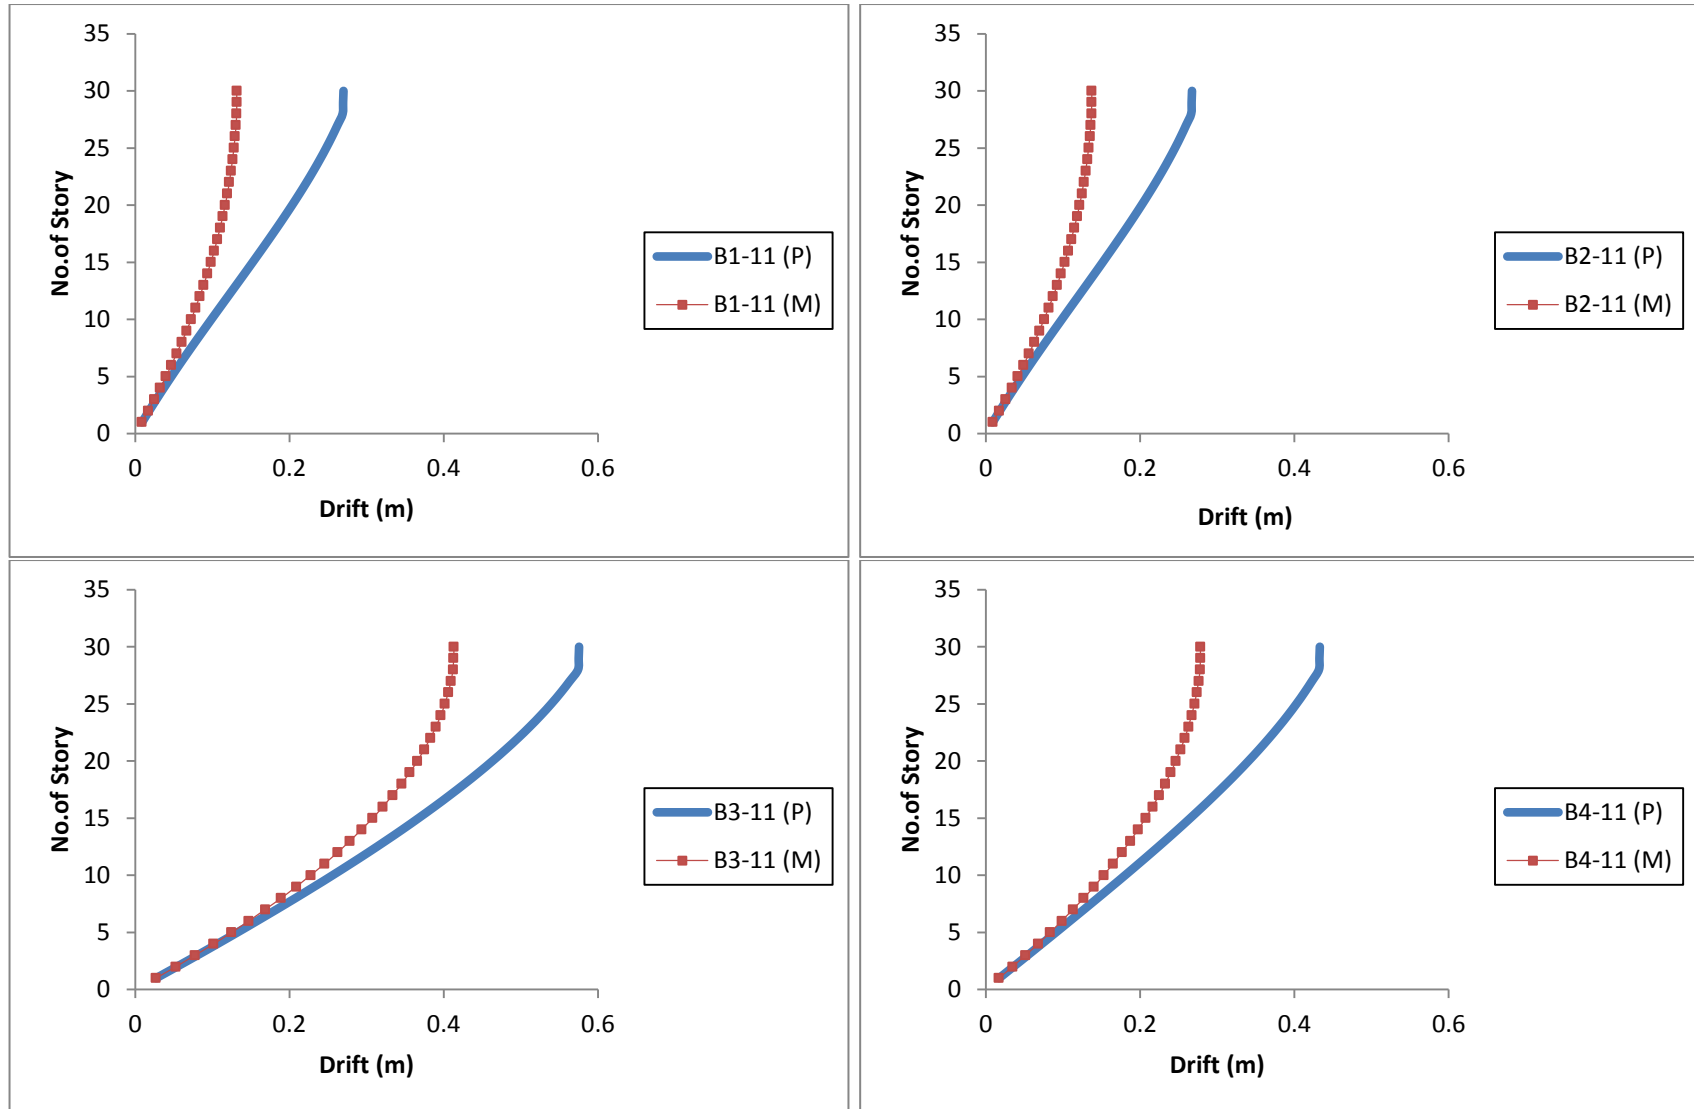 35
30
25
20
15
10
5
0
No.of Story
0 0.2 0.4 0.6
Drift (m)
B1-11 (P)
B1-11 (M)
35
30
25
20
15
10
5
0
No.of Story
0 0.2 0.4 0.6
Drift (m)
B2-11 (P)
B2-11 (M)
35
30
25
20
15
10
5
0
No.of Story
0 0.2 0.4 0.6
Drift (m)
B3-11 (P)
B3-11 (M)
35
30
25
20
15
10
5
0
No.of Story
0 0.2 0.4 0.6
Drift (m)
B4-11 (P)
B4-11 (M)